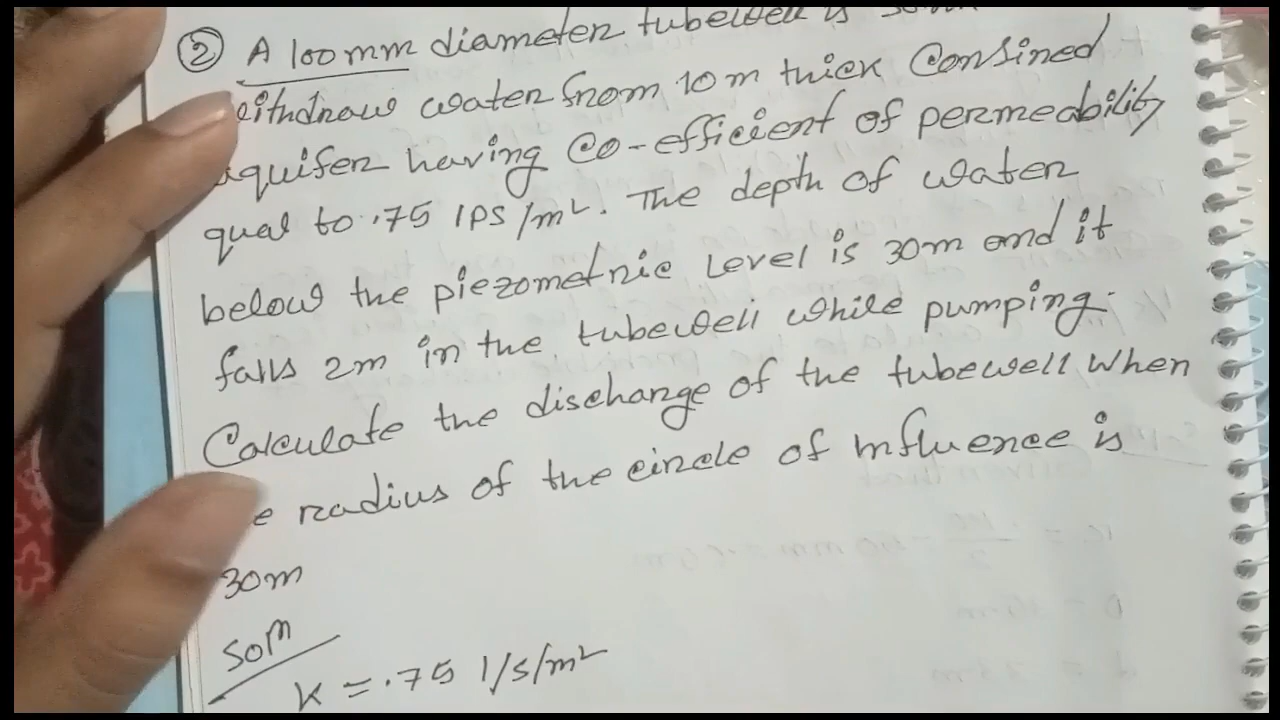 ② A 100mm diameter tubewell is
withdraw water from 10m thick Confined
aquifer having Co-efficient of permeability
qual to .75 lps/m². The depth of water
below the piezometric Level is 30m and it
falls 2m in the tubewell while pumping.
Calculate the discharge of the tubewell When
e radius of the circle of influence is
30m
Soln
K = .75 l/s/m²